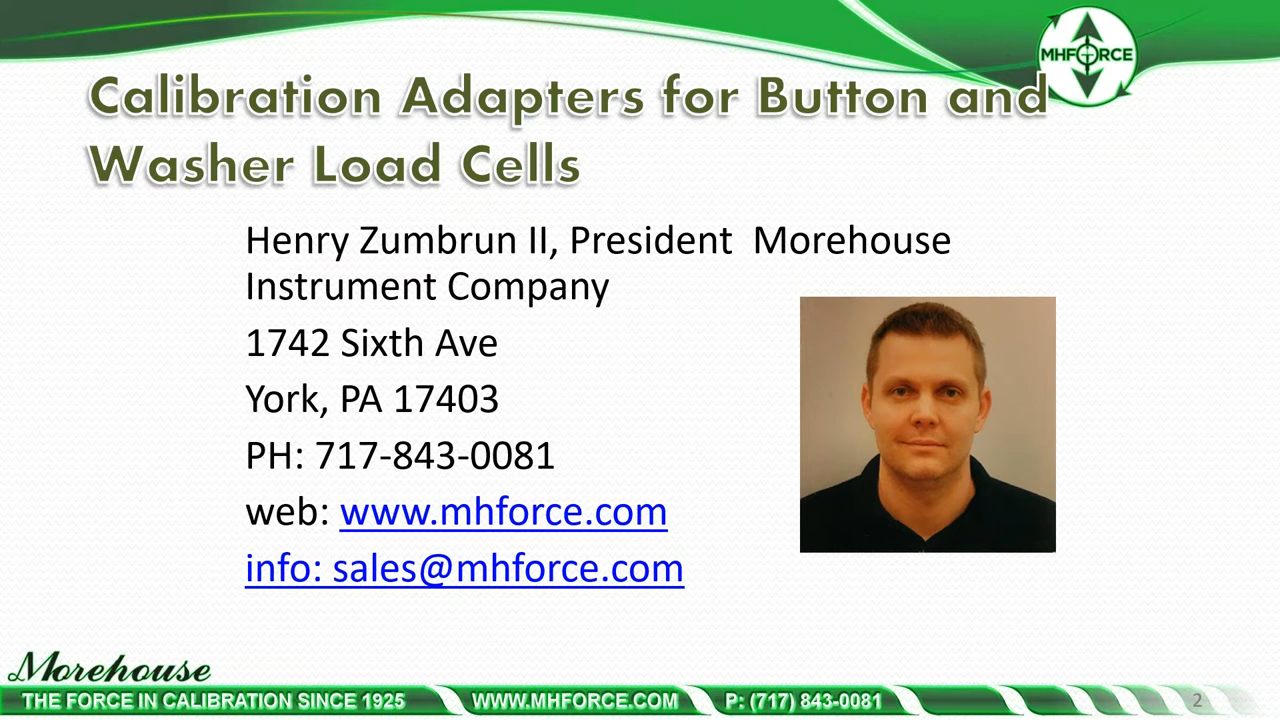 MHFORCE
Calibration Adapters for Button and
Washer Load Cells
Henry Zumbrun II, President  Morehouse
Instrument Company
1742 Sixth Ave
York, PA 17403
PH: 717-843-0081
web: www.mhforce.com
info: sales@mhforce.com
Morehouse
THE FORCE IN CALIBRATION SINCE 1925 WWW.MHFORCE.COM P: (717) 843-0081 2